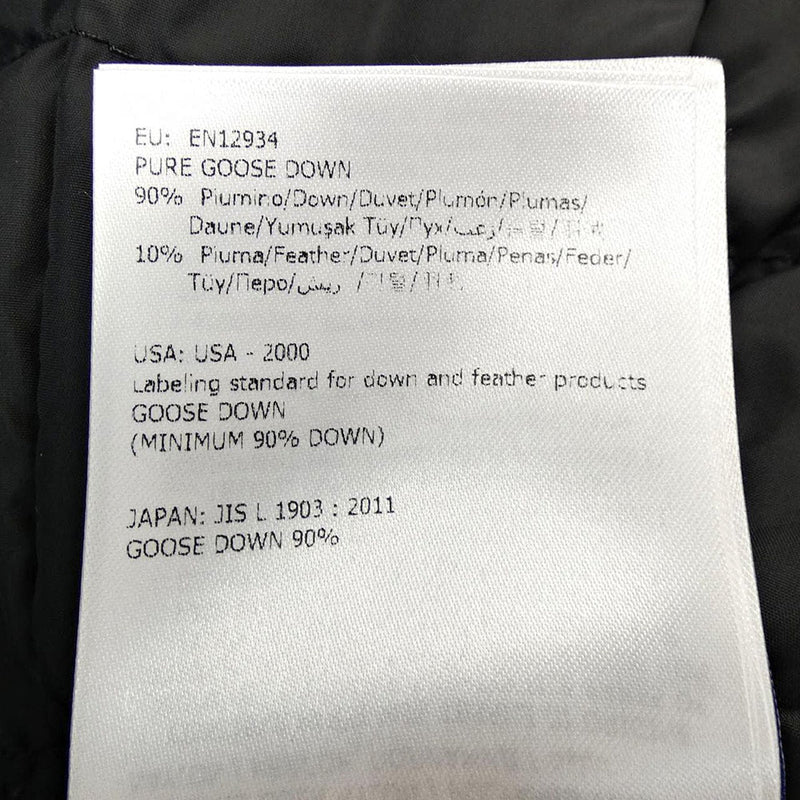 EU: EN12934
PURE GOOSE DOWN
90% Piumino/Down/Duvet/Plumón/Plumas/
Daune/Yumuşak Tüy/Пух/زغب/
10% Piuma/Feather/Duvet/Pluma/Penas/Feder/
Tüy/Перо/ريش/
USA: USA - 2000
Labeling standard for down and feather products
GOOSE DOWN
(MINIMUM 90% DOWN)
JAPAN: JIS L 1903 : 2011
GOOSE DOWN 90%